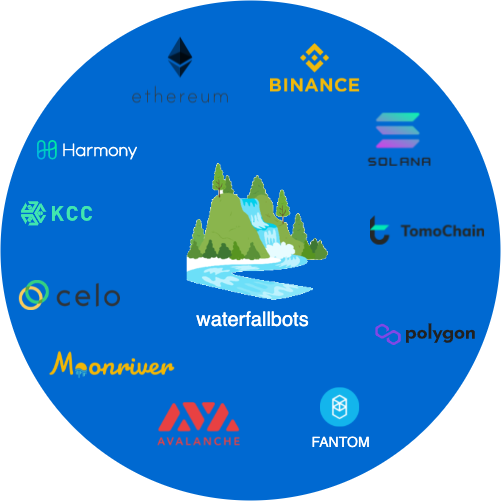 ethereum
BINANCE
Harmony
SOLANA
KCC
TomoChain
celo
waterfallbots
polygon
Moonriver
AVALANCHE
FANTOM